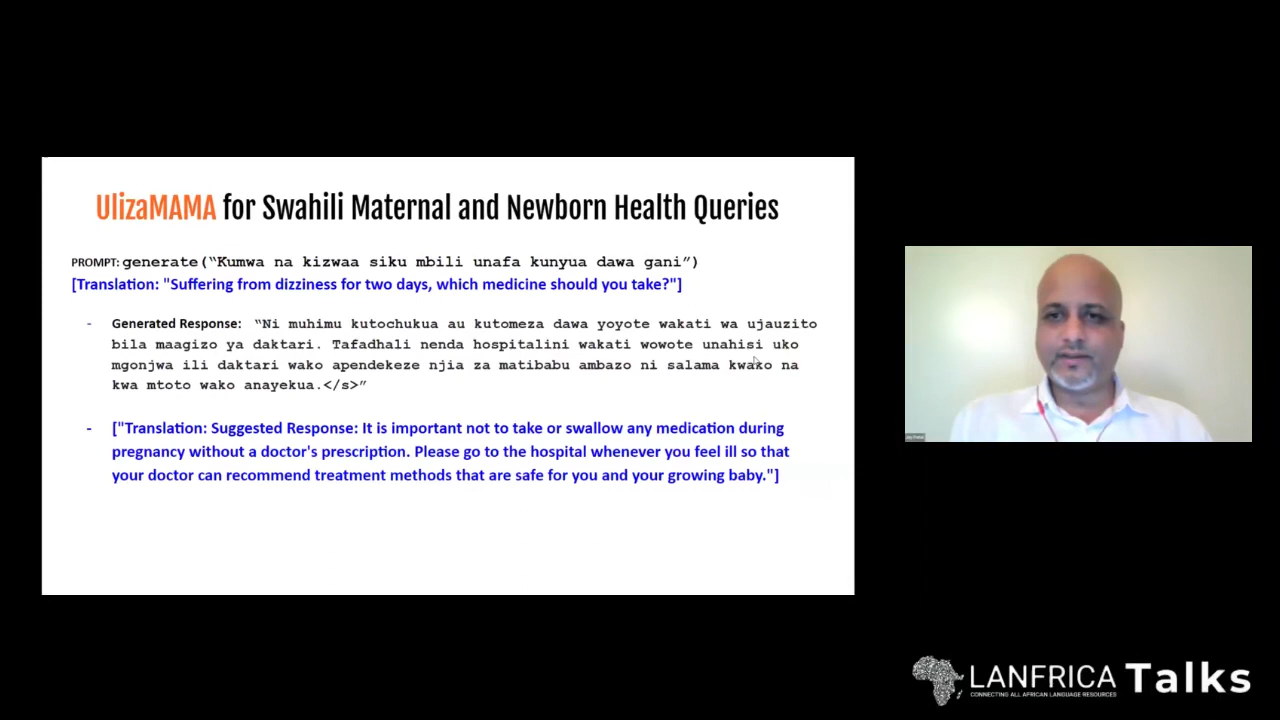 UlizaMAMA for Swahili Maternal and Newborn Health Queries
PROMPT: generate("Kumwa na kizwaa siku mbili unafa kunyua dawa gani")
[Translation: "Suffering from dizziness for two days, which medicine should you take?"]
- Generated Response: "Ni muhimu kutochukua au kutomeza dawa yoyote wakati wa ujauzito
bila maagizo ya daktari. Tafadhali nenda hospitalini wakati wowote unahisi uko
mgonjwa ili daktari wako apendekeze njia za matibabu ambazo ni salama kwako na
kwa mtoto wako anayekua.</s>"
- ["Translation: Suggested Response: It is important not to take or swallow any medication during
pregnancy without a doctor's prescription. Please go to the hospital whenever you feel ill so that
your doctor can recommend treatment methods that are safe for you and your growing baby."]
LANFRICA Talks
CONNECTING ALL AFRICAN LANGUAGE RESOURCES